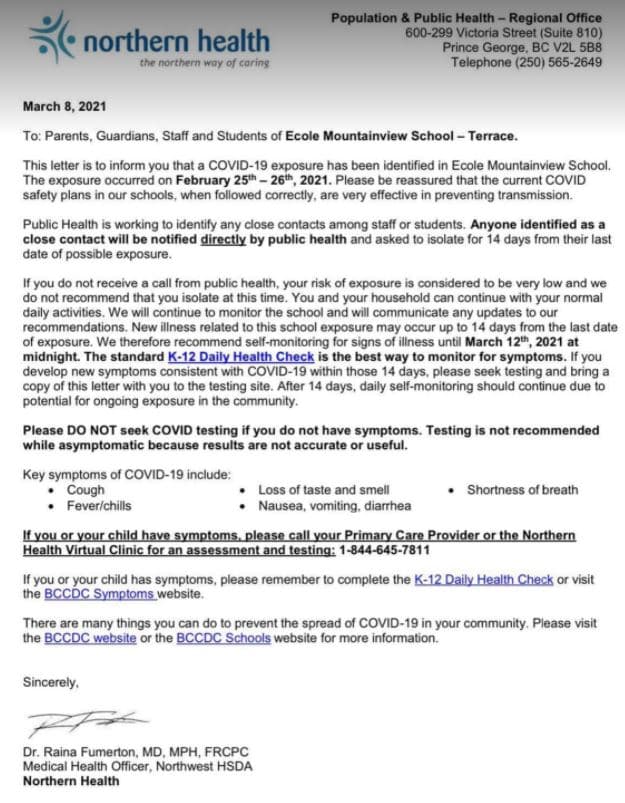 northern health
the northern way of caring
Population & Public Health – Regional Office
600-299 Victoria Street (Suite 810)
Prince George, BC V2L 5B8
Telephone (250) 565-2649
March 8, 2021
To: Parents, Guardians, Staff and Students of Ecole Mountainview School – Terrace.
This letter is to inform you that a COVID-19 exposure has been identified in Ecole Mountainview School.
The exposure occurred on February 25th – 26th, 2021. Please be reassured that the current COVID
safety plans in our schools, when followed correctly, are very effective in preventing transmission.
Public Health is working to identify any close contacts among staff or students. Anyone identified as a
close contact will be notified directly by public health and asked to isolate for 14 days from their last
date of possible exposure.
If you do not receive a call from public health, your risk of exposure is considered to be very low and we
do not recommend that you isolate at this time. You and your household can continue with your normal
daily activities. We will continue to monitor the school and will communicate any updates to our
recommendations. New illness related to this school exposure may occur up to 14 days from the last date
of exposure. We therefore recommend self-monitoring for signs of illness until March 12th, 2021 at
midnight. The standard K-12 Daily Health Check is the best way to monitor for symptoms. If you
develop new symptoms consistent with COVID-19 within those 14 days, please seek testing and bring a
copy of this letter with you to the testing site. After 14 days, daily self-monitoring should continue due to
potential for ongoing exposure in the community.
Please DO NOT seek COVID testing if you do not have symptoms. Testing is not recommended
while asymptomatic because results are not accurate or useful.
Key symptoms of COVID-19 include:
• Cough • Loss of taste and smell • Shortness of breath
• Fever/chills • Nausea, vomiting, diarrhea
If you or your child have symptoms, please call your Primary Care Provider or the Northern
Health Virtual Clinic for an assessment and testing: 1-844-645-7811
If you or your child has symptoms, please remember to complete the K-12 Daily Health Check or visit
the BCCDC Symptoms website.
There are many things you can do to prevent the spread of COVID-19 in your community. Please visit
the BCCDC website or the BCCDC Schools website for more information.
Sincerely,
Dr. Raina Fumerton, MD, MPH, FRCPC
Medical Health Officer, Northwest HSDA
Northern Health